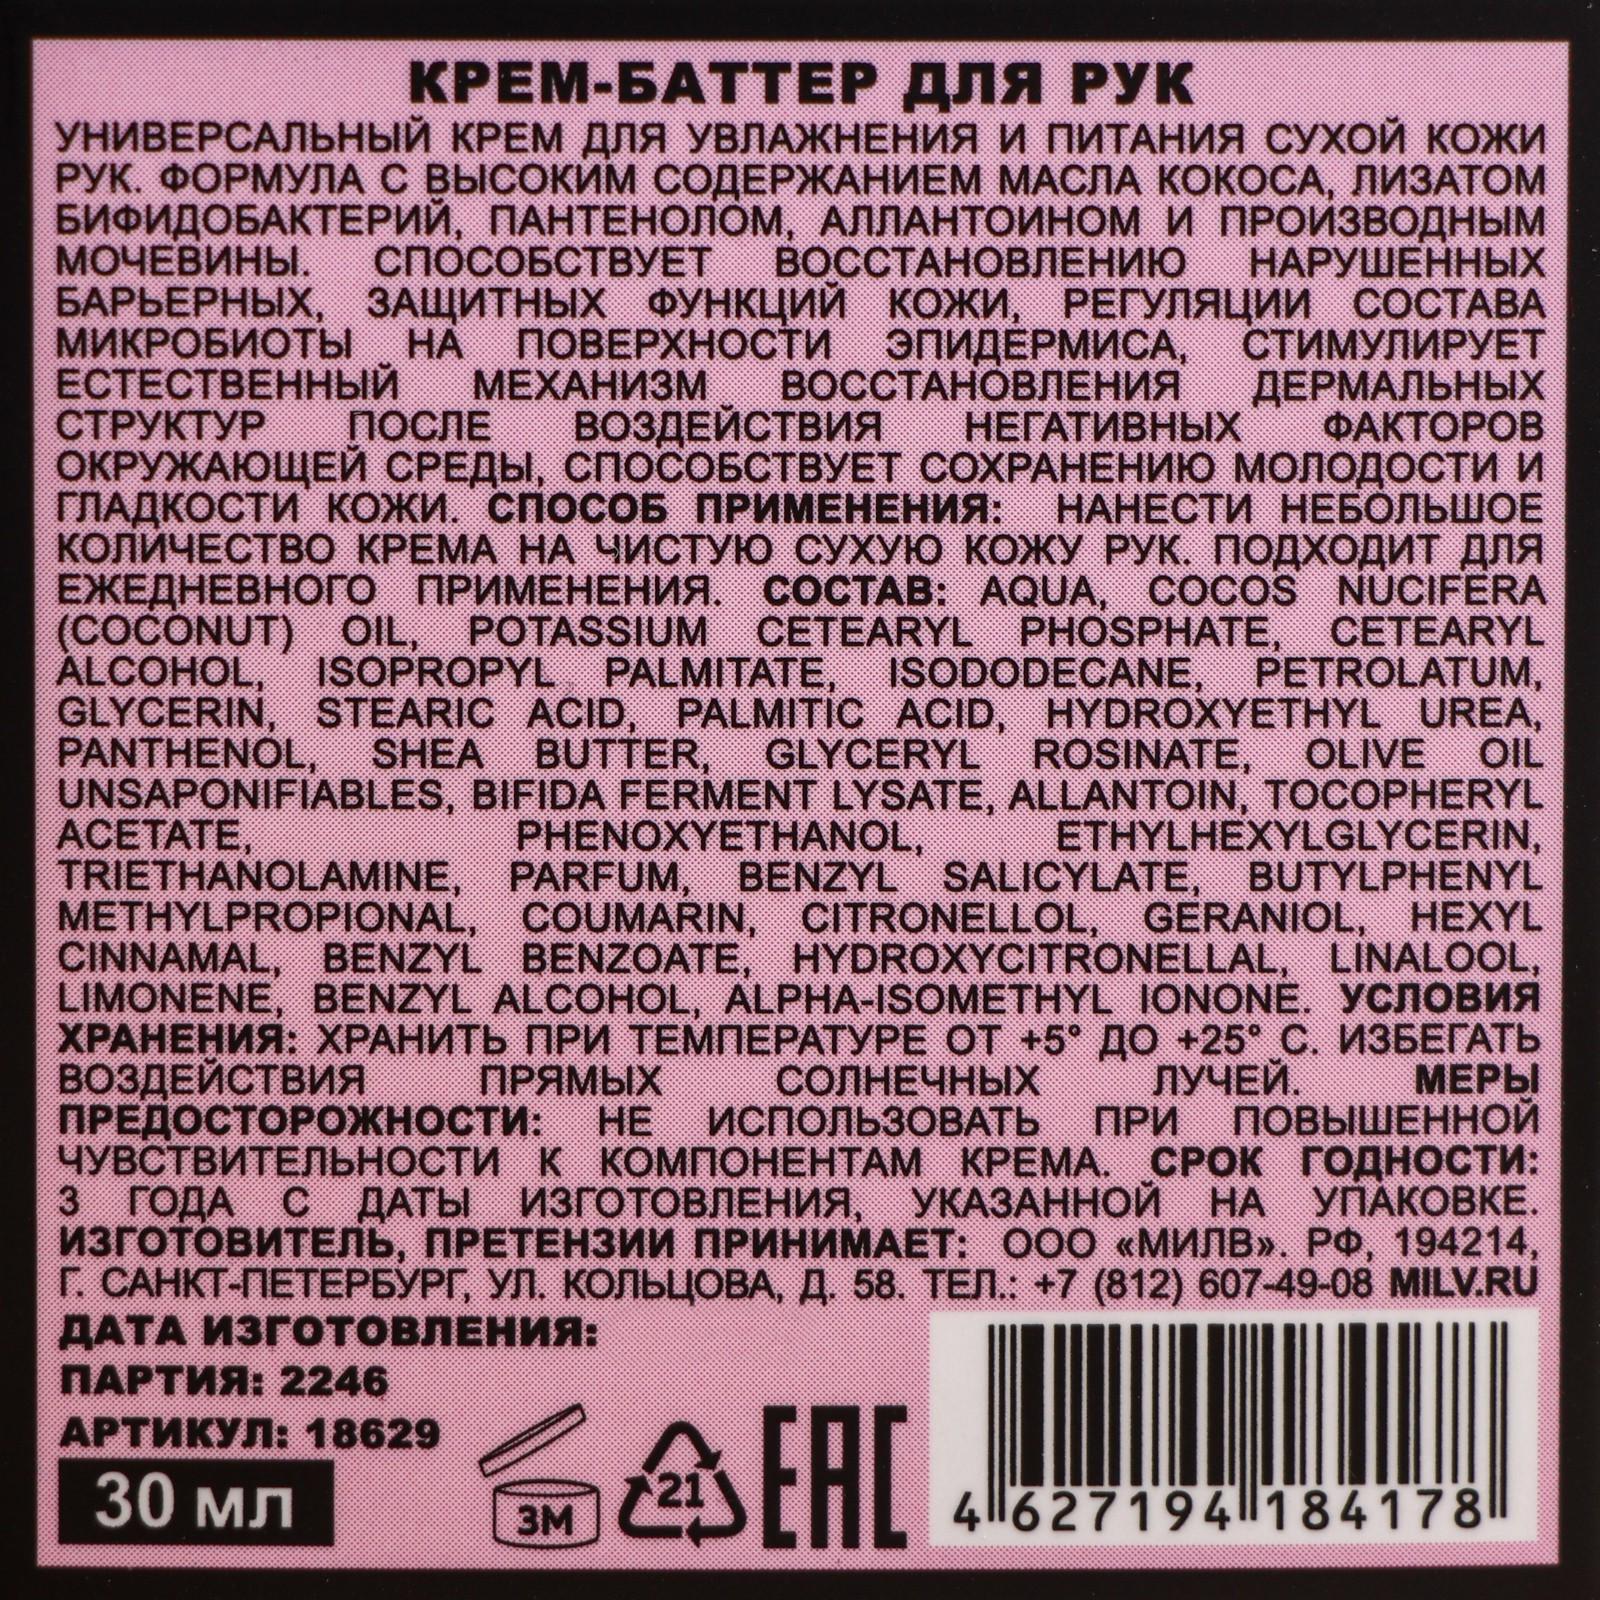 КРЕМ-БАТТЕР ДЛЯ РУК
УНИВЕРСАЛЬНЫЙ КРЕМ ДЛЯ УВЛАЖНЕНИЯ И ПИТАНИЯ СУХОЙ КОЖИ
РУК. ФОРМУЛА С ВЫСОКИМ СОДЕРЖАНИЕМ МАСЛА КОКОСА, ЛИЗАТОМ
БИФИДОБАКТЕРИЙ, ПАНТЕНОЛОМ, АЛЛАНТОИНОМ И ПРОИЗВОДНЫМ
МОЧЕВИНЫ. СПОСОБСТВУЕТ ВОССТАНОВЛЕНИЮ НАРУШЕННЫХ
БАРЬЕРНЫХ, ЗАЩИТНЫХ ФУНКЦИЙ КОЖИ, РЕГУЛЯЦИИ СОСТАВА
МИКРОБИОТЫ НА ПОВЕРХНОСТИ ЭПИДЕРМИСА, СТИМУЛИРУЕТ
ЕСТЕСТВЕННЫЙ МЕХАНИЗМ ВОССТАНОВЛЕНИЯ ДЕРМАЛЬНЫХ
СТРУКТУР ПОСЛЕ ВОЗДЕЙСТВИЯ НЕГАТИВНЫХ ФАКТОРОВ
ОКРУЖАЮЩЕЙ СРЕДЫ, СПОСОБСТВУЕТ СОХРАНЕНИЮ МОЛОДОСТИ И
ГЛАДКОСТИ КОЖИ. СПОСОБ ПРИМЕНЕНИЯ: НАНЕСТИ НЕБОЛЬШОЕ
КОЛИЧЕСТВО КРЕМА НА ЧИСТУЮ СУХУЮ КОЖУ РУК. ПОДХОДИТ ДЛЯ
ЕЖЕДНЕВНОГО ПРИМЕНЕНИЯ. СОСТАВ: AQUA, COCOS NUCIFERA
(COCONUT) OIL, POTASSIUM CETEARYL PHOSPHATE, CETEARYL
ALCOHOL, ISOPROPYL PALMITATE, ISODODECANE, PETROLATUM,
GLYCERIN, STEARIC ACID, PALMITIC ACID, HYDROXYETHYL UREA,
PANTHENOL, SHEA BUTTER, GLYCERYL ROSINATE, OLIVE OIL
UNSAPONIFIABLES, BIFIDA FERMENT LYSATE, ALLANTOIN, TOCOPHERYL
ACETATE, PHENOXYETHANOL, ETHYLHEXYLGLYCERIN,
TRIETHANOLAMINE, PARFUM, BENZYL SALICYLATE, BUTYLPHENYL
METHYLPROPIONAL, COUMARIN, CITRONELLOL, GERANIOL, HEXYL
CINNAMAL, BENZYL BENZOATE, HYDROXYCITRONELLAL, LINALOOL,
LIMONENE, BENZYL ALCOHOL, ALPHA-ISOMETHYL IONONE. УСЛОВИЯ
ХРАНЕНИЯ: ХРАНИТЬ ПРИ ТЕМПЕРАТУРЕ ОТ +5° ДО +25° С. ИЗБЕГАТЬ
ВОЗДЕЙСТВИЯ ПРЯМЫХ СОЛНЕЧНЫХ ЛУЧЕЙ. МЕРЫ
ПРЕДОСТОРОЖНОСТИ: НЕ ИСПОЛЬЗОВАТЬ ПРИ ПОВЫШЕННОЙ
ЧУВСТВИТЕЛЬНОСТИ К КОМПОНЕНТАМ КРЕМА. СРОК ГОДНОСТИ:
3 ГОДА С ДАТЫ ИЗГОТОВЛЕНИЯ, УКАЗАННОЙ НА УПАКОВКЕ.
ИЗГОТОВИТЕЛЬ, ПРЕТЕНЗИИ ПРИНИМАЕТ: ООО «МИЛВ». РФ, 194214,
Г. САНКТ-ПЕТЕРБУРГ, УЛ. КОЛЬЦОВА, Д. 58. ТЕЛ.: +7 (812) 607-49-08 MILV.RU
ДАТА ИЗГОТОВЛЕНИЯ:
ПАРТИЯ: 2246
АРТИКУЛ: 18629
30 мл
3М
21
EAC
4 627194 184178